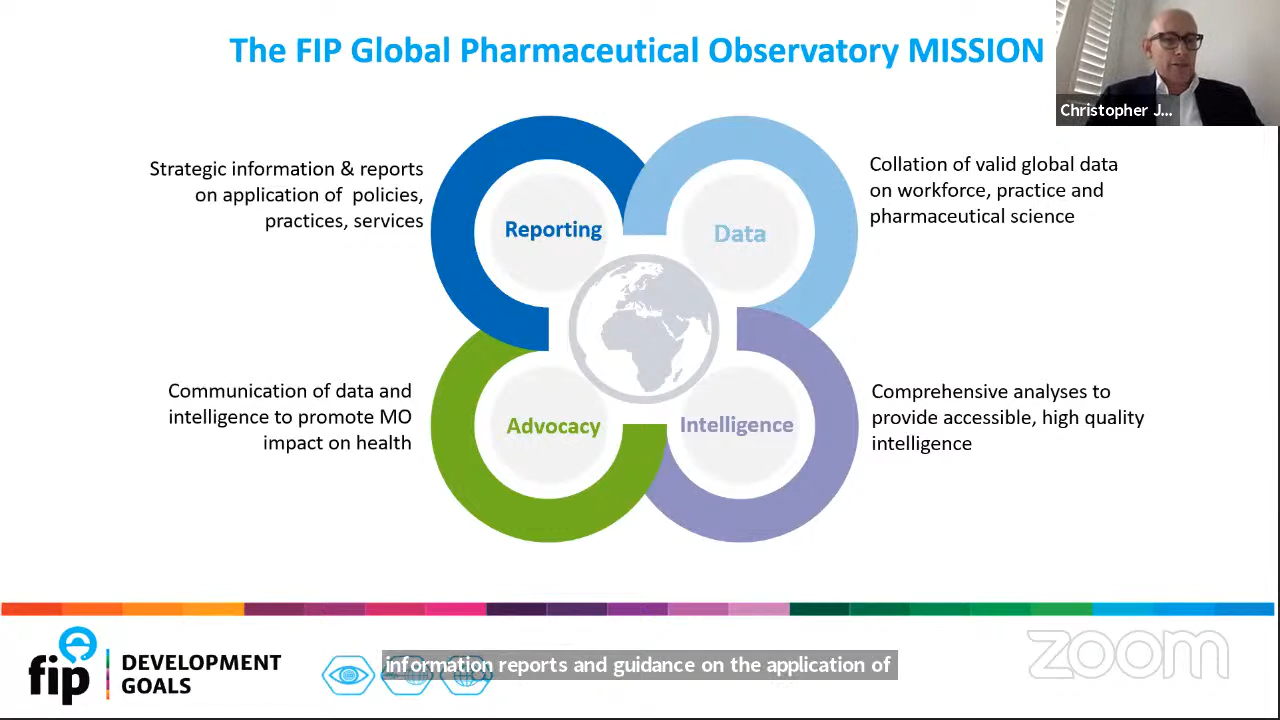 The FIP Global Pharmaceutical Observatory MISSION
Christopher J...
Strategic information & reports
on application of policies,
practices, services
Reporting
Data
Collation of valid global data
on workforce, practice and
pharmaceutical science
Communication of data and
intelligence to promote MO
impact on health
Advocacy
Intelligence
Comprehensive analyses to
provide accessible, high quality
intelligence
fip
DEVELOPMENT
GOALS
information reports and guidance on the application of
zoom